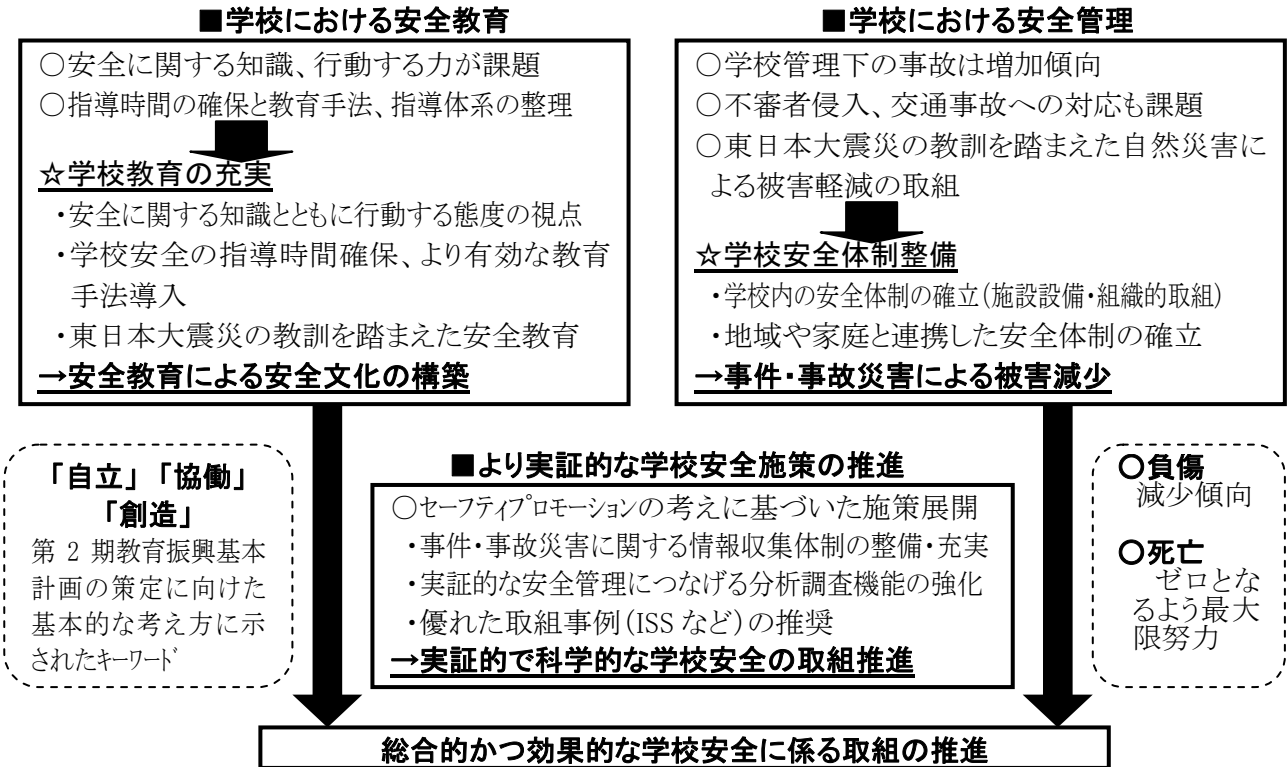 ■学校における安全教育
○安全に関する知識、行動する力が課題
○指導時間の確保と教育手法、指導体系の整理
☆学校教育の充実
・安全に関する知識とともに行動する態度の視点
・学校安全の指導時間確保、より有効な教育
手法導入
・東日本大震災の教訓を踏まえた安全教育
→安全教育による安全文化の構築
■学校における安全管理
○学校管理下の事故は増加傾向
○不審者侵入、交通事故への対応も課題
○東日本大震災の教訓を踏まえた自然災害に
よる被害軽減の取組
☆学校安全体制整備
・学校内の安全体制の確立(施設設備・組織的取組)
・地域や家庭と連携した安全体制の確立
→事件・事故災害による被害減少
「自立」「協働」
「創造」
第 2 期教育振興基本
計画の策定に向けた
基本的な考え方に示
されたキーワード
■より実証的な学校安全施策の推進
○セーフティプロモーションの考えに基づいた施策展開
・事件・事故災害に関する情報収集体制の整備・充実
・実証的な安全管理につなげる分析調査機能の強化
・優れた取組事例(ISS など)の推奨
→実証的で科学的な学校安全の取組推進
○負傷
減少傾向
○死亡
ゼロとな
るよう最大
限努力
総合的かつ効果的な学校安全に係る取組の推進